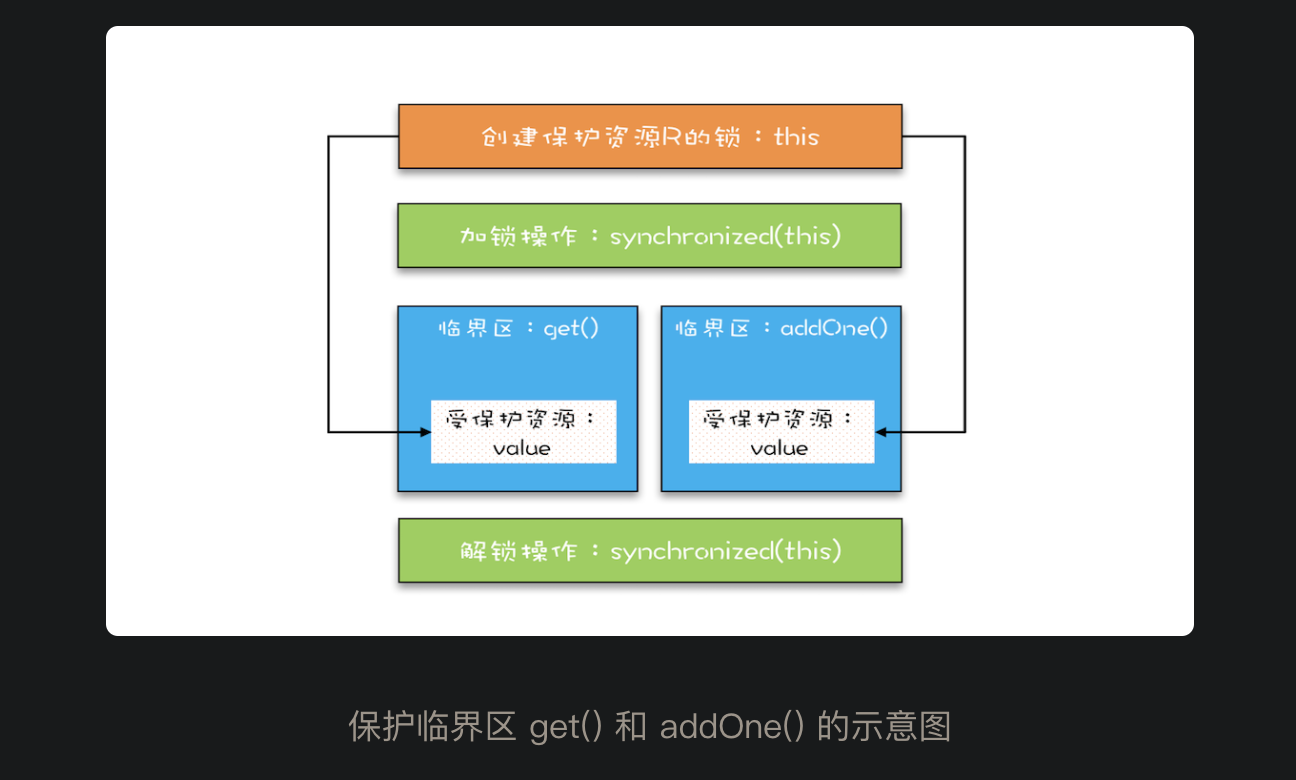 创建保护资源R的锁：this
加锁操作：synchronized(this)
临界区：get()
受保护资源：
value
临界区：addOne()
受保护资源：
value
解锁操作：synchronized(this)
保护临界区 get() 和 addOne() 的示意图